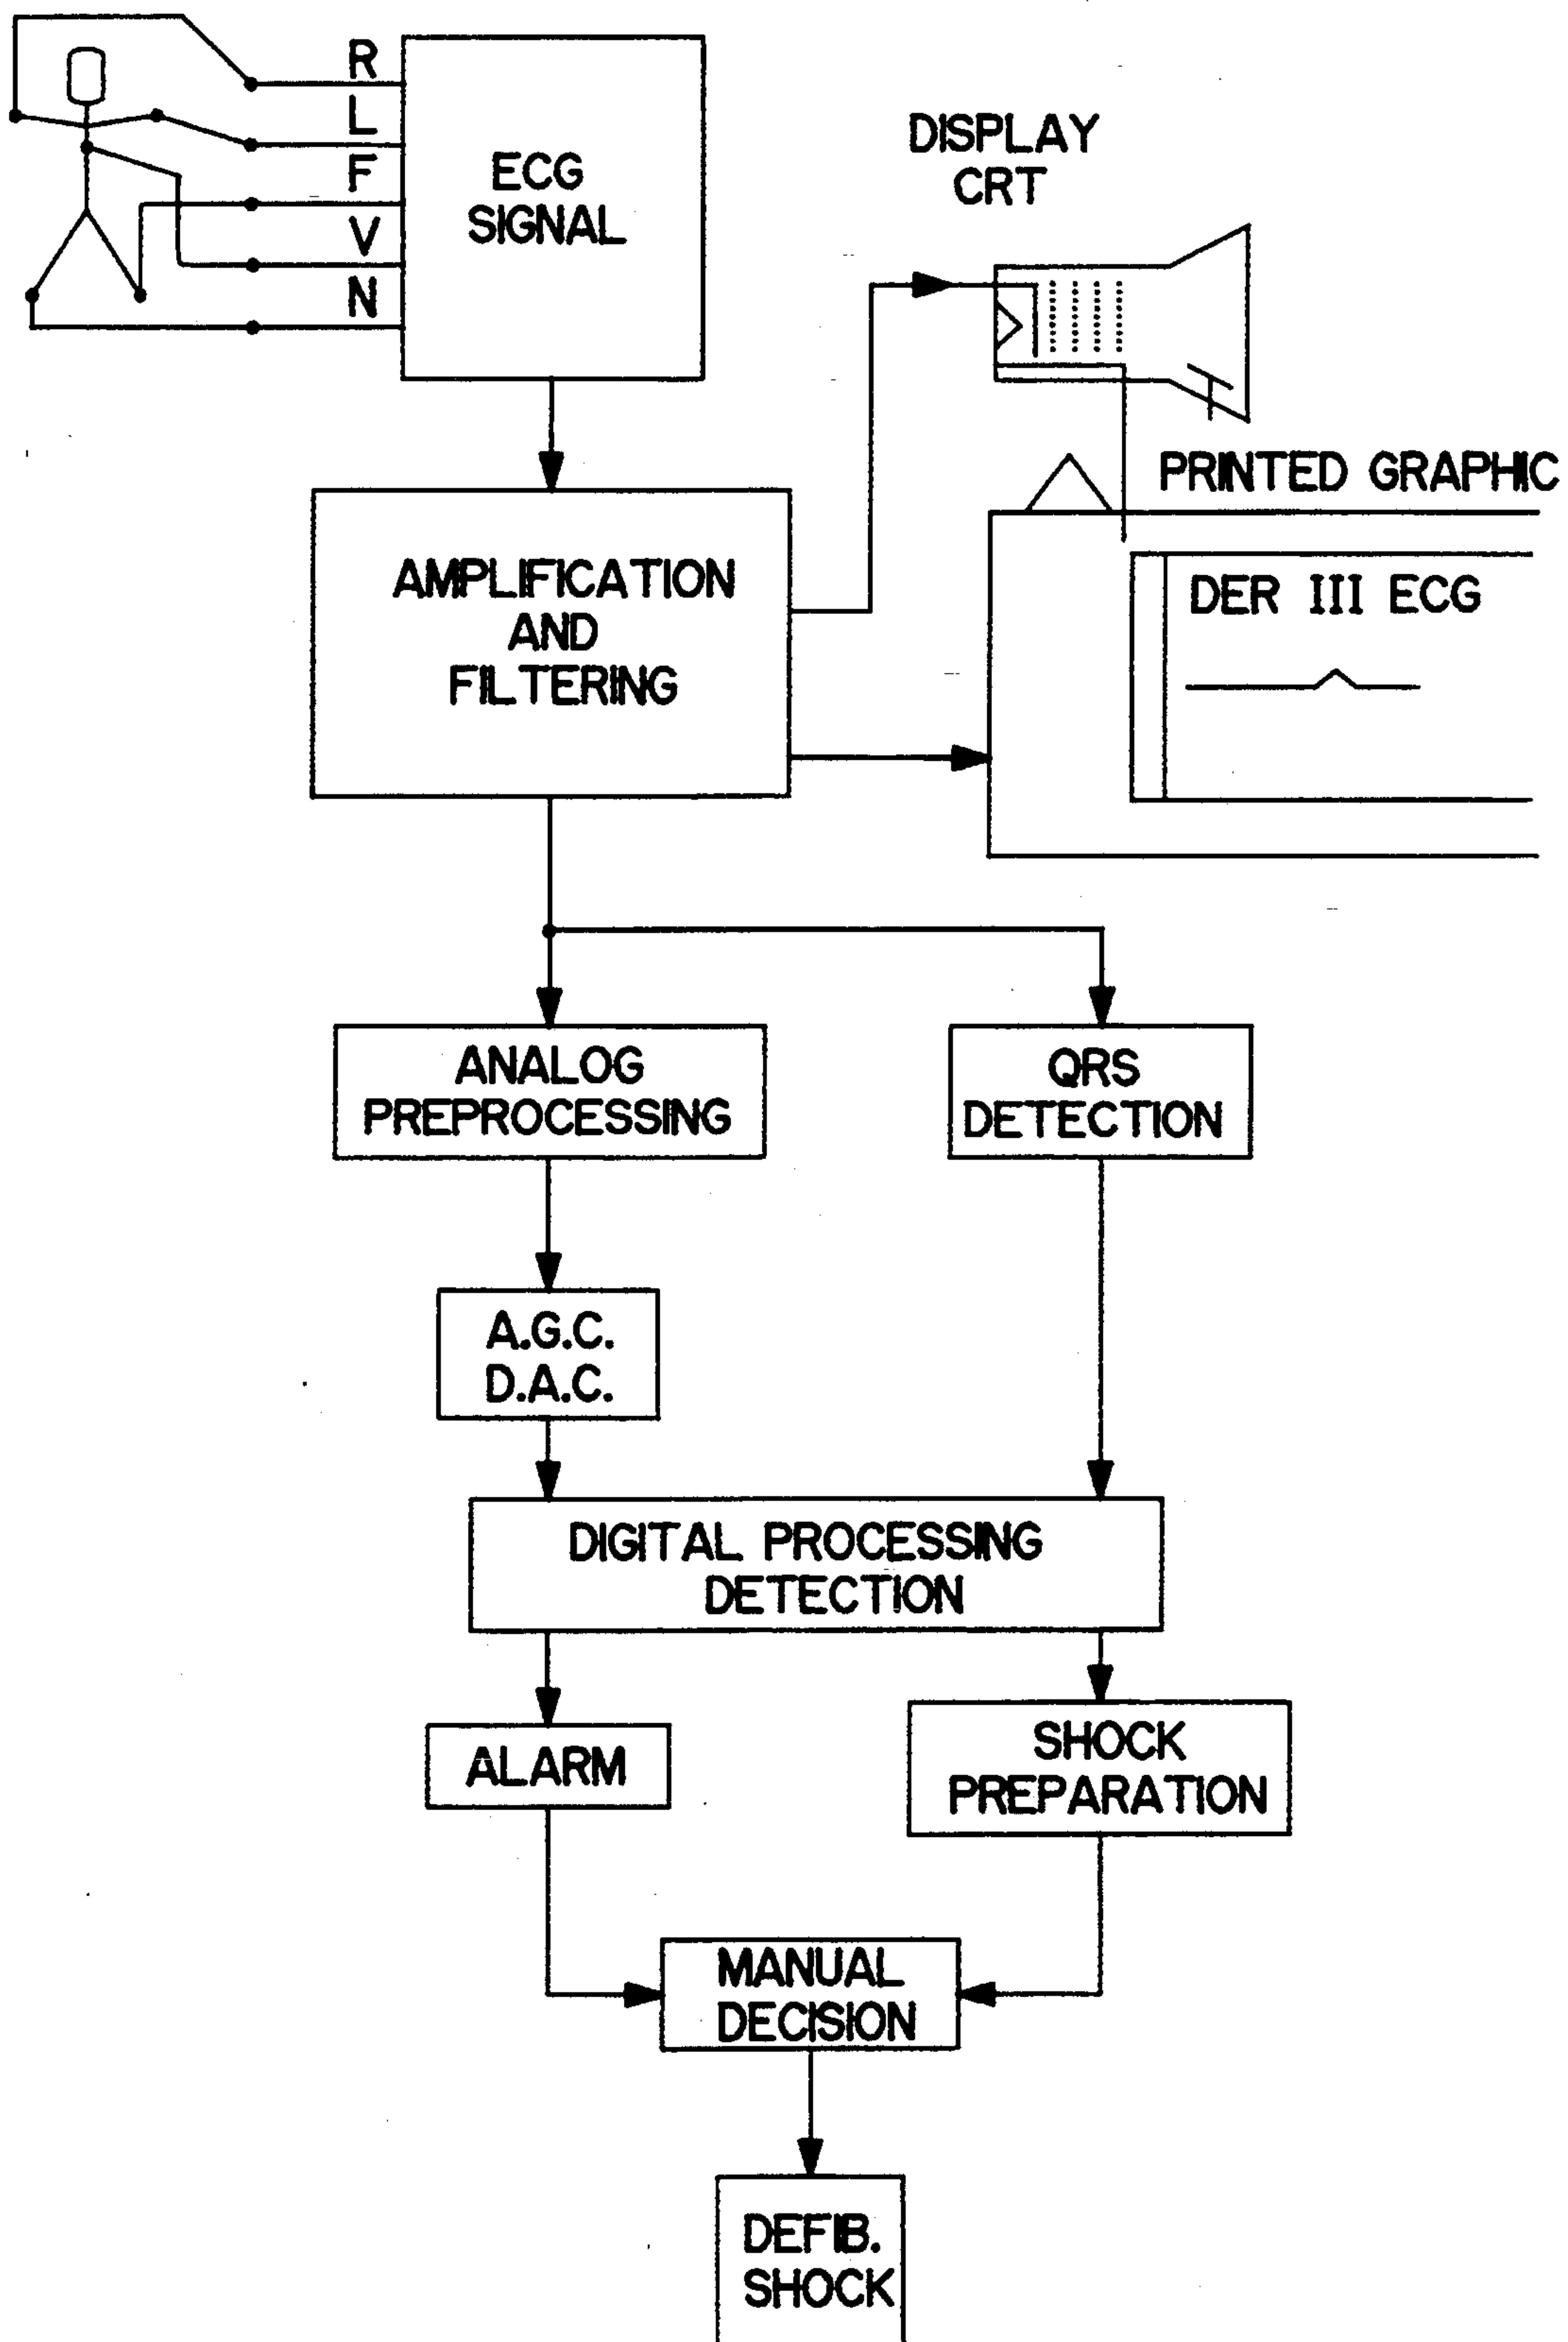 R
L
F
V
N
ECG
SIGNAL
DISPLAY
CRT
PRINTED GRAPHIC
DER III ECG
AMPLIFICATION
AND
FILTERING
ANALOG
PREPROCESSING
QRS
DETECTION
A.G.C.
D.A.C.
DIGITAL PROCESSING
DETECTION
ALARM
SHOCK
PREPARATION
MANUAL
DECISION
DEFIB.
SHOCK